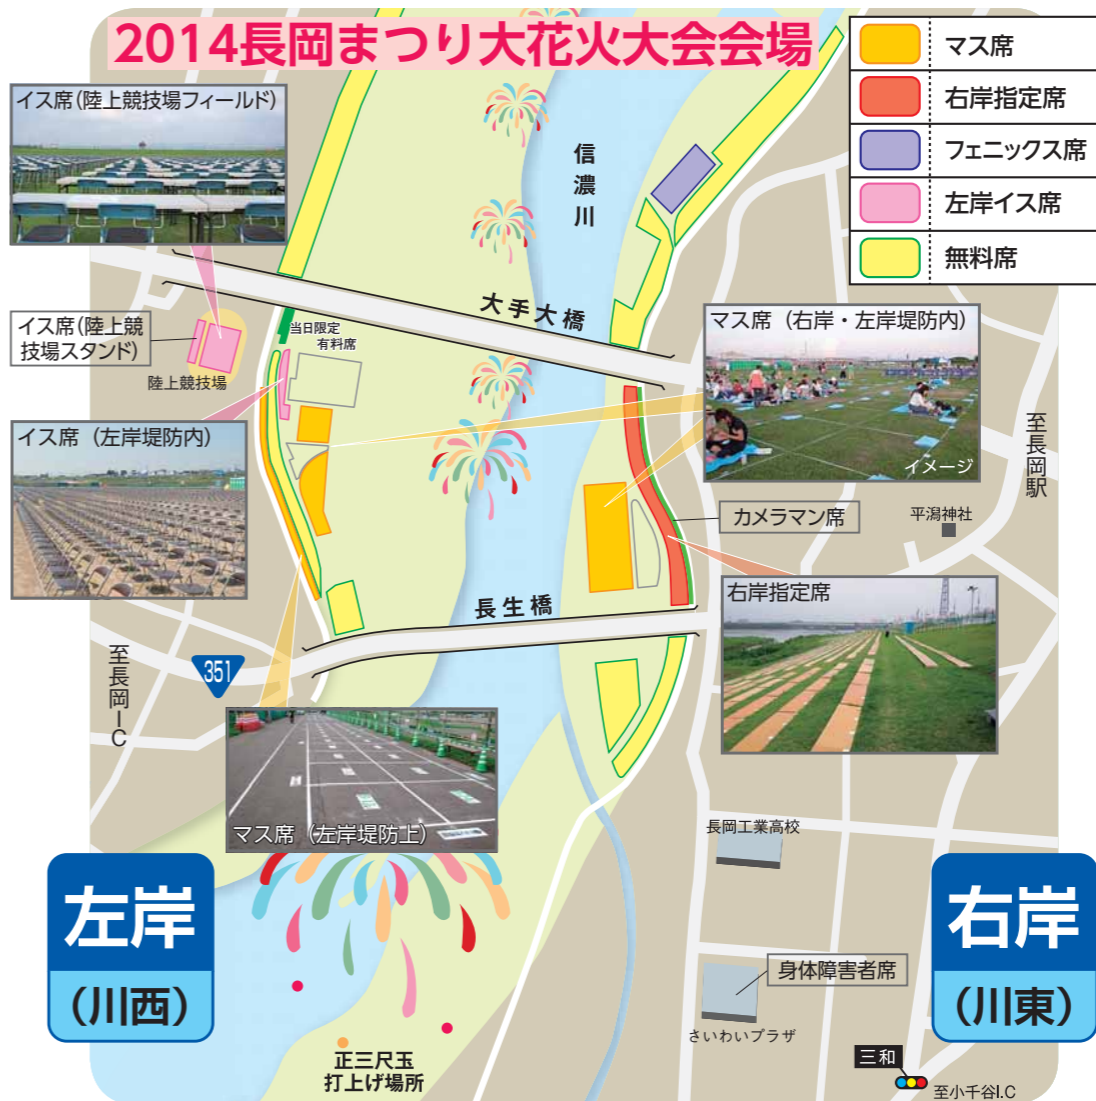 2014長岡まつり大花火大会会場
マス席
右岸指定席
フェニックス席
左岸イス席
無料席
イス席(陸上競技場フィールド)
信濃川
大手大橋
イス席(陸上競
技場スタンド)
陸上競技場
当日限定
有料席
マス席（右岸・左岸堤防内）
イメージ
イス席（左岸堤防内）
至長岡駅
カメラマン席
平潟神社
右岸指定席
長生橋
至長岡IC
351
マス席（左岸堤防上）
長岡工業高校
左岸
（川西）
右岸
（川東）
身体障害者席
さいわいプラザ
正三尺玉
打上げ場所
三和
至小千谷I.C